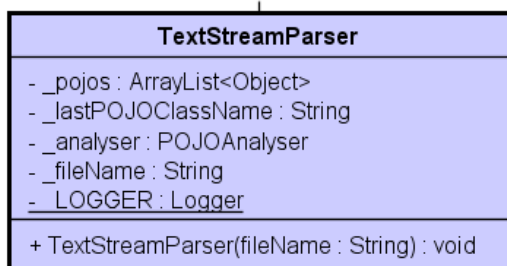 TextStreamParser
- _pojos : ArrayList<Object>
- _lastPOJOClassName : String
- _analyser : POJOAnalyser
- _fileName : String
- _LOGGER : Logger
+ TextStreamParser(fileName : String) : void